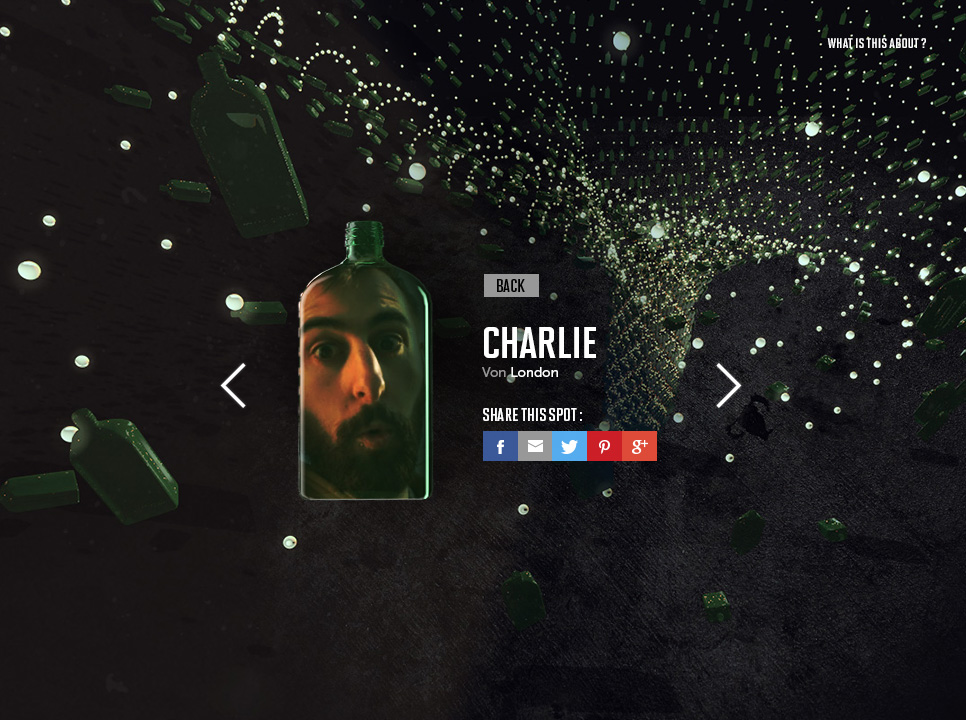 WHAT IS THIS ABOUT ?
BACK
CHARLIE
Von London
SHARE THIS SPOT :